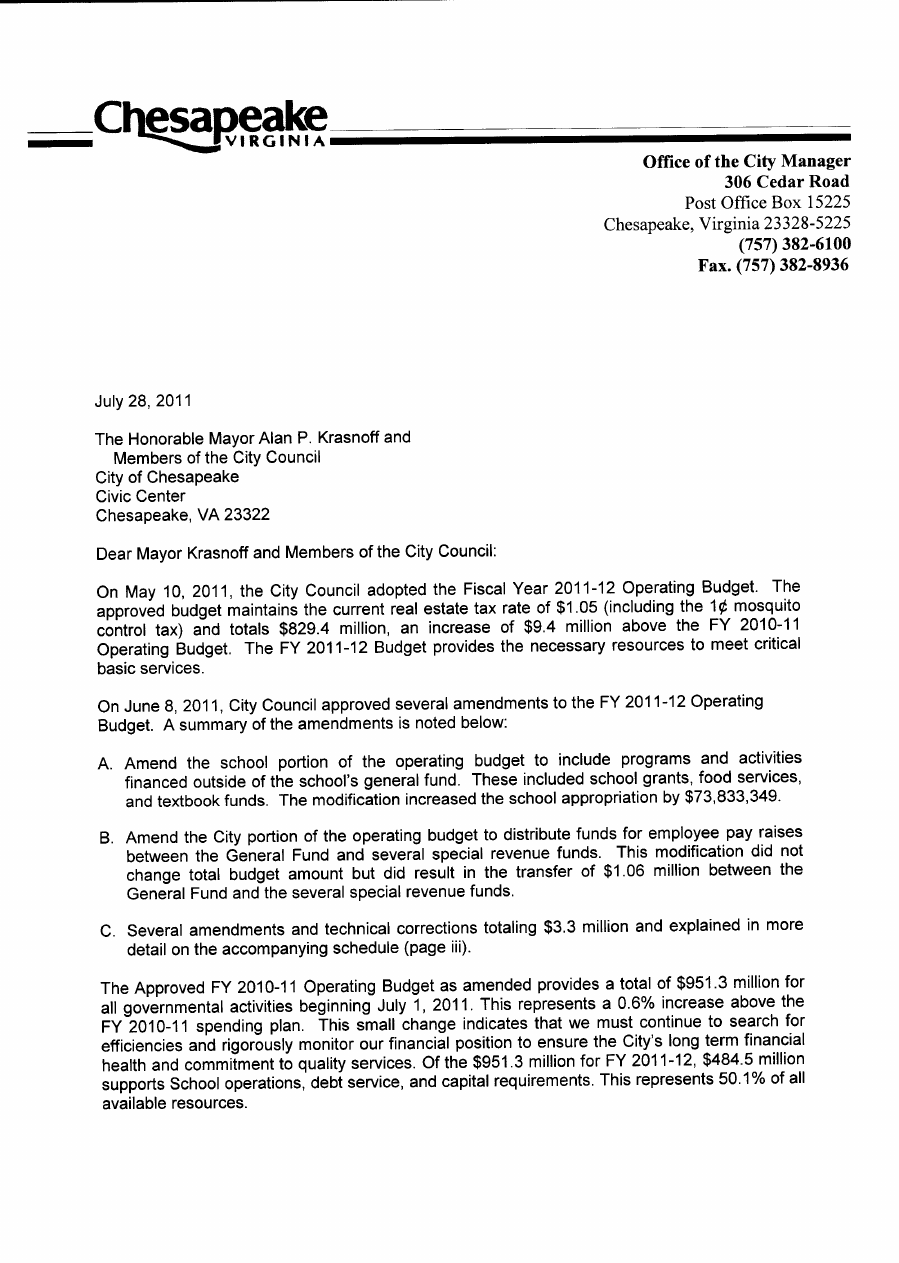 Chesapeake
VIRGINIA
Office of the City Manager
306 Cedar Road
Post Office Box 15225
Chesapeake, Virginia 23328-5225
(757) 382-6100
Fax. (757) 382-8936
July 28, 2011
The Honorable Mayor Alan P. Krasnoff and
Members of the City Council
City of Chesapeake
Civic Center
Chesapeake, VA 23322
Dear Mayor Krasnoff and Members of the City Council:
On May 10, 2011, the City Council adopted the Fiscal Year 2011-12 Operating Budget. The
approved budget maintains the current real estate tax rate of $1.05 (including the 1¢ mosquito
control tax) and totals $829.4 million, an increase of $9.4 million above the FY 2010-11
Operating Budget. The FY 2011-12 Budget provides the necessary resources to meet critical
basic services.
On June 8, 2011, City Council approved several amendments to the FY 2011-12 Operating
Budget. A summary of the amendments is noted below:
A. Amend the school portion of the operating budget to include programs and activities
financed outside of the school's general fund. These included school grants, food services,
and textbook funds. The modification increased the school appropriation by $73,833,349.
B. Amend the City portion of the operating budget to distribute funds for employee pay raises
between the General Fund and several special revenue funds. This modification did not
change total budget amount but did result in the transfer of $1.06 million between the
General Fund and the several special revenue funds.
C. Several amendments and technical corrections totaling $3.3 million and explained in more
detail on the accompanying schedule (page iii).
The Approved FY 2010-11 Operating Budget as amended provides a total of $951.3 million for
all governmental activities beginning July 1, 2011. This represents a 0.6% increase above the
FY 2010-11 spending plan. This small change indicates that we must continue to search for
efficiencies and rigorously monitor our financial position to ensure the City's long term financial
health and commitment to quality services. Of the $951.3 million for FY 2011-12, $484.5 million
supports School operations, debt service, and capital requirements. This represents 50.1% of all
available resources.